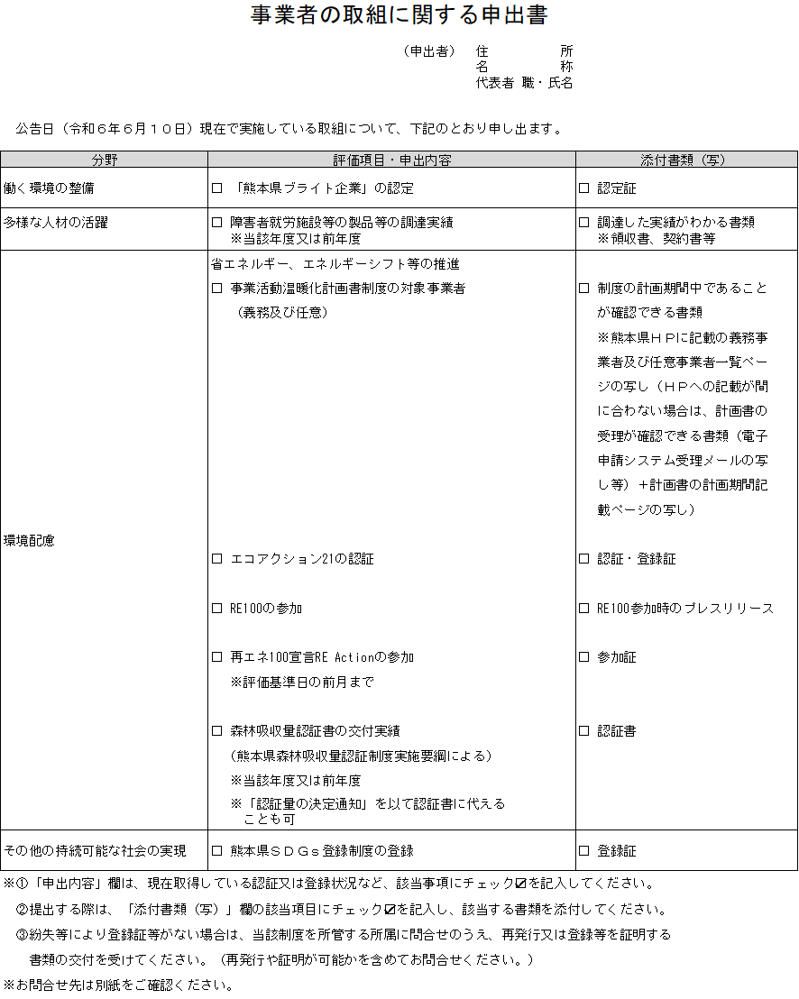 事業者の取組に関する申出書
（申出者） 住　　　　　所
名　　　　　称
代表者 職・氏名
公告日（令和６年６月１０日）現在で実施している取組について、下記のとおり申し出ます。
分野 評価項目・申出内容 添付書類（写）
働く環境の整備 □ 「熊本県ブライト企業」の認定 □ 認定証
多様な人材の活躍 □ 障害者就労施設等の製品等の調達実績 □ 調達した実績がわかる書類
※当該年度又は前年度 ※領収書、契約書等
省エネルギー、エネルギーシフト等の推進
□ 事業活動温暖化計画書制度の対象事業者 □ 制度の計画期間中であること
（義務及び任意） が確認できる書類
※熊本県ＨＰに記載の義務事
業者及び任意事業者一覧ペー
ジの写し（ＨＰへの記載が間
に合わない場合は、計画書の
受理が確認できる書類（電子
申請システム受理メールの写
し等）＋計画書の計画期間記
載ページの写し）
環境配慮
□ エコアクション21の認証 □ 認証・登録証
□ RE100の参加 □ RE100参加時のプレスリリース
□ 再エネ100宣言RE Actionの参加 □ 参加証
※評価基準日の前月まで
□ 森林吸収量認証書の交付実績 □ 認証書
（熊本県森林吸収量認証制度実施要綱による）
※当該年度又は前年度
※「認証量の決定通知」を以て認証書に代える
ことも可
その他の持続可能な社会の実現 □ 熊本県ＳＤＧｓ登録制度の登録 □ 登録証
※①「申出内容」欄は、現在取得している認証又は登録状況など、該当事項にチェック☑を記入してください。
②提出する際は、「添付書類（写）」欄の該当項目にチェック☑を記入し、該当する書類を添付してください。
③紛失等により登録証等がない場合は、当該制度を所管する所属に問合せのうえ、再発行又は登録等を証明する
書類の交付を受けてください。（再発行や証明が可能かを含めてお問合せください。）
※お問合せ先は別紙をご確認ください。